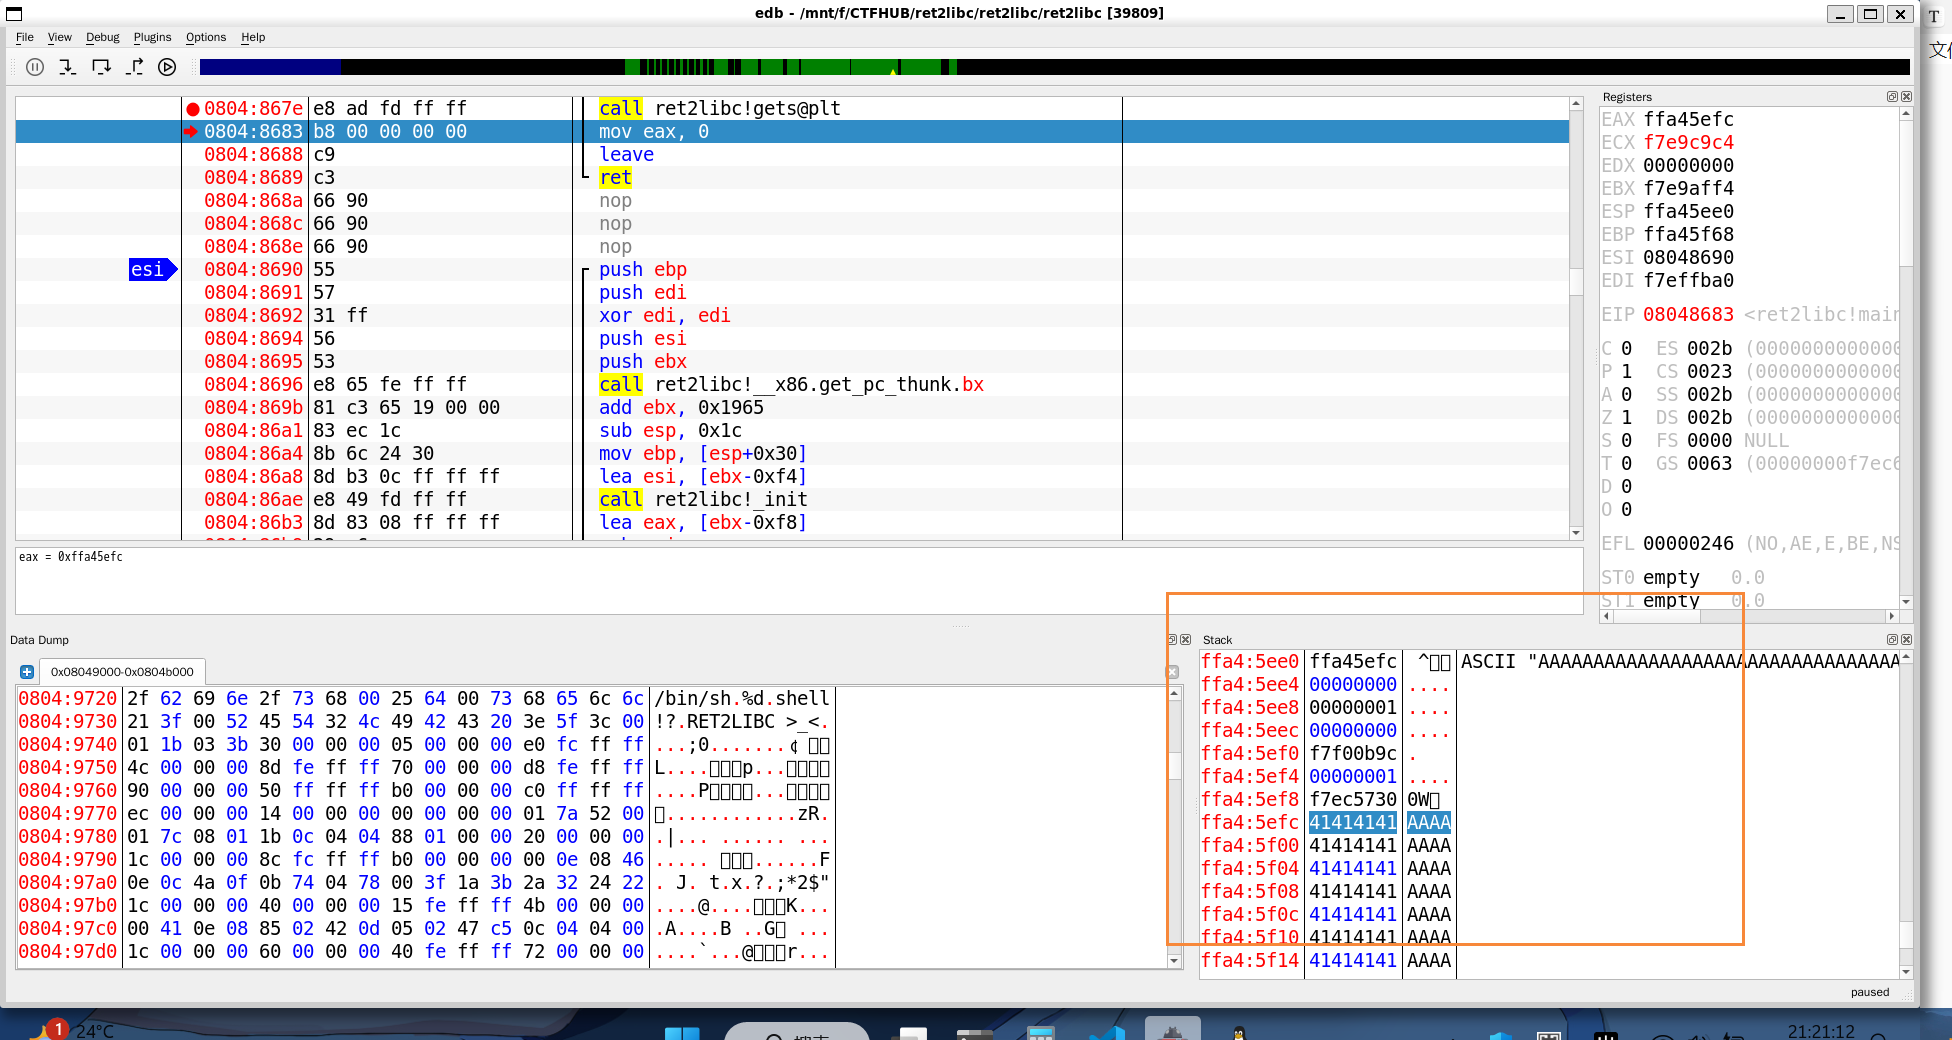 edb - /mnt/f/CTFHUB/ret2libc/ret2libc/ret2libc [39809]
T
File View Debug Plugins Options Help
0804:867e e8 ad fd ff ff call ret2libc!gets@plt
0804:8683 b8 00 00 00 00 mov eax, 0
0804:8688 c9 leave
0804:8689 c3 ret
0804:868a 66 90 nop
0804:868c 66 90 nop
0804:868e 66 90 nop
esi 0804:8690 55 push ebp
0804:8691 57 push edi
0804:8692 31 ff xor edi, edi
0804:8694 56 push esi
0804:8695 53 push ebx
0804:8696 e8 65 fe ff ff call ret2libc!__x86.get_pc_thunk.bx
0804:869b 81 c3 65 19 00 00 add ebx, 0x1965
0804:86a1 83 ec 1c sub esp, 0x1c
0804:86a4 8b 6c 24 30 mov ebp, [esp+0x30]
0804:86a8 8d b3 0c ff ff ff lea esi, [ebx-0xf4]
0804:86ae e8 49 fd ff ff call ret2libc!_init
0804:86b3 8d 83 08 ff ff ff lea eax, [ebx-0xf8]
eax = 0xffa45efc
Registers
EAX ffa45efc
ECX f7e9c9c4
EDX 00000000
EBX f7e9aff4
ESP ffa45ee0
EBP ffa45f68
ESI 08048690
EDI f7effba0
EIP 08048683 <ret2libc!main
C 0 ES 002b (0000000000000
P 1 CS 0023 (0000000000000
A 0 SS 002b (0000000000000
Z 1 DS 002b (0000000000000
S 0 FS 0000 NULL
T 0 GS 0063 (00000000f7ec6
D 0
O 0
EFL 00000246 (NO,AE,E,BE,NS
ST0 empty 0.0
ST1 empty 0.0
Data Dump
0x08049000-0x0804b000
0804:9720 2f 62 69 6e 2f 73 68 00 25 64 00 73 68 65 6c 6c /bin/sh.%d.shell
0804:9730 21 3f 00 52 45 54 32 4c 49 42 43 20 3e 5f 3c 00 !?.RET2LIBC >_<.
0804:9740 01 1b 03 3b 30 00 00 00 05 00 00 00 e0 fc ff ff ...;0.......¢
0804:9750 4c 00 00 00 8d fe ff ff 70 00 00 00 d8 fe ff ff L....□□□p...□□□□
0804:9760 90 00 00 00 50 ff ff ff b0 00 00 00 c0 ff ff ff ....P□□□□...□□□□
0804:9770 ec 00 00 00 14 00 00 00 00 00 00 00 01 7a 52 00 □............zR.
0804:9780 01 7c 08 01 1b 0c 04 04 88 01 00 00 20 00 00 00 .|... ...... ...
0804:9790 1c 00 00 00 8c fc ff ff b0 00 00 00 00 0e 08 46 ..... □□□......F
0804:97a0 0e 0c 4a 0f 0b 74 04 78 00 3f 1a 3b 2a 32 24 22 . J. t.x.?.;*2$"
0804:97b0 1c 00 00 00 40 00 00 00 15 fe ff ff 4b 00 00 00 ....@....□□□K...
0804:97c0 00 41 0e 08 85 02 42 0d 05 02 47 c5 0c 04 04 00 .A....B ..G□ ...
0804:97d0 1c 00 00 00 60 00 00 00 40 fe ff ff 72 00 00 00 ....`...@□□□r...
Stack
ffa4:5ee0 ffa45efc ^□□ ASCII "AAAAAAAAAAAAAAAAAAAAAAAAAAAAAAAAA
ffa4:5ee4 00000000 ....
ffa4:5ee8 00000001 ....
ffa4:5eec 00000000 ....
ffa4:5ef0 f7f00b9c .
ffa4:5ef4 00000001 ....
ffa4:5ef8 f7ec5730 0W□
ffa4:5efc 41414141 AAAA
ffa4:5f00 41414141 AAAA
ffa4:5f04 41414141 AAAA
ffa4:5f08 41414141 AAAA
ffa4:5f0c 41414141 AAAA
ffa4:5f10 41414141 AAAA
ffa4:5f14 41414141 AAAA
paused
1 24°C
21:21:12